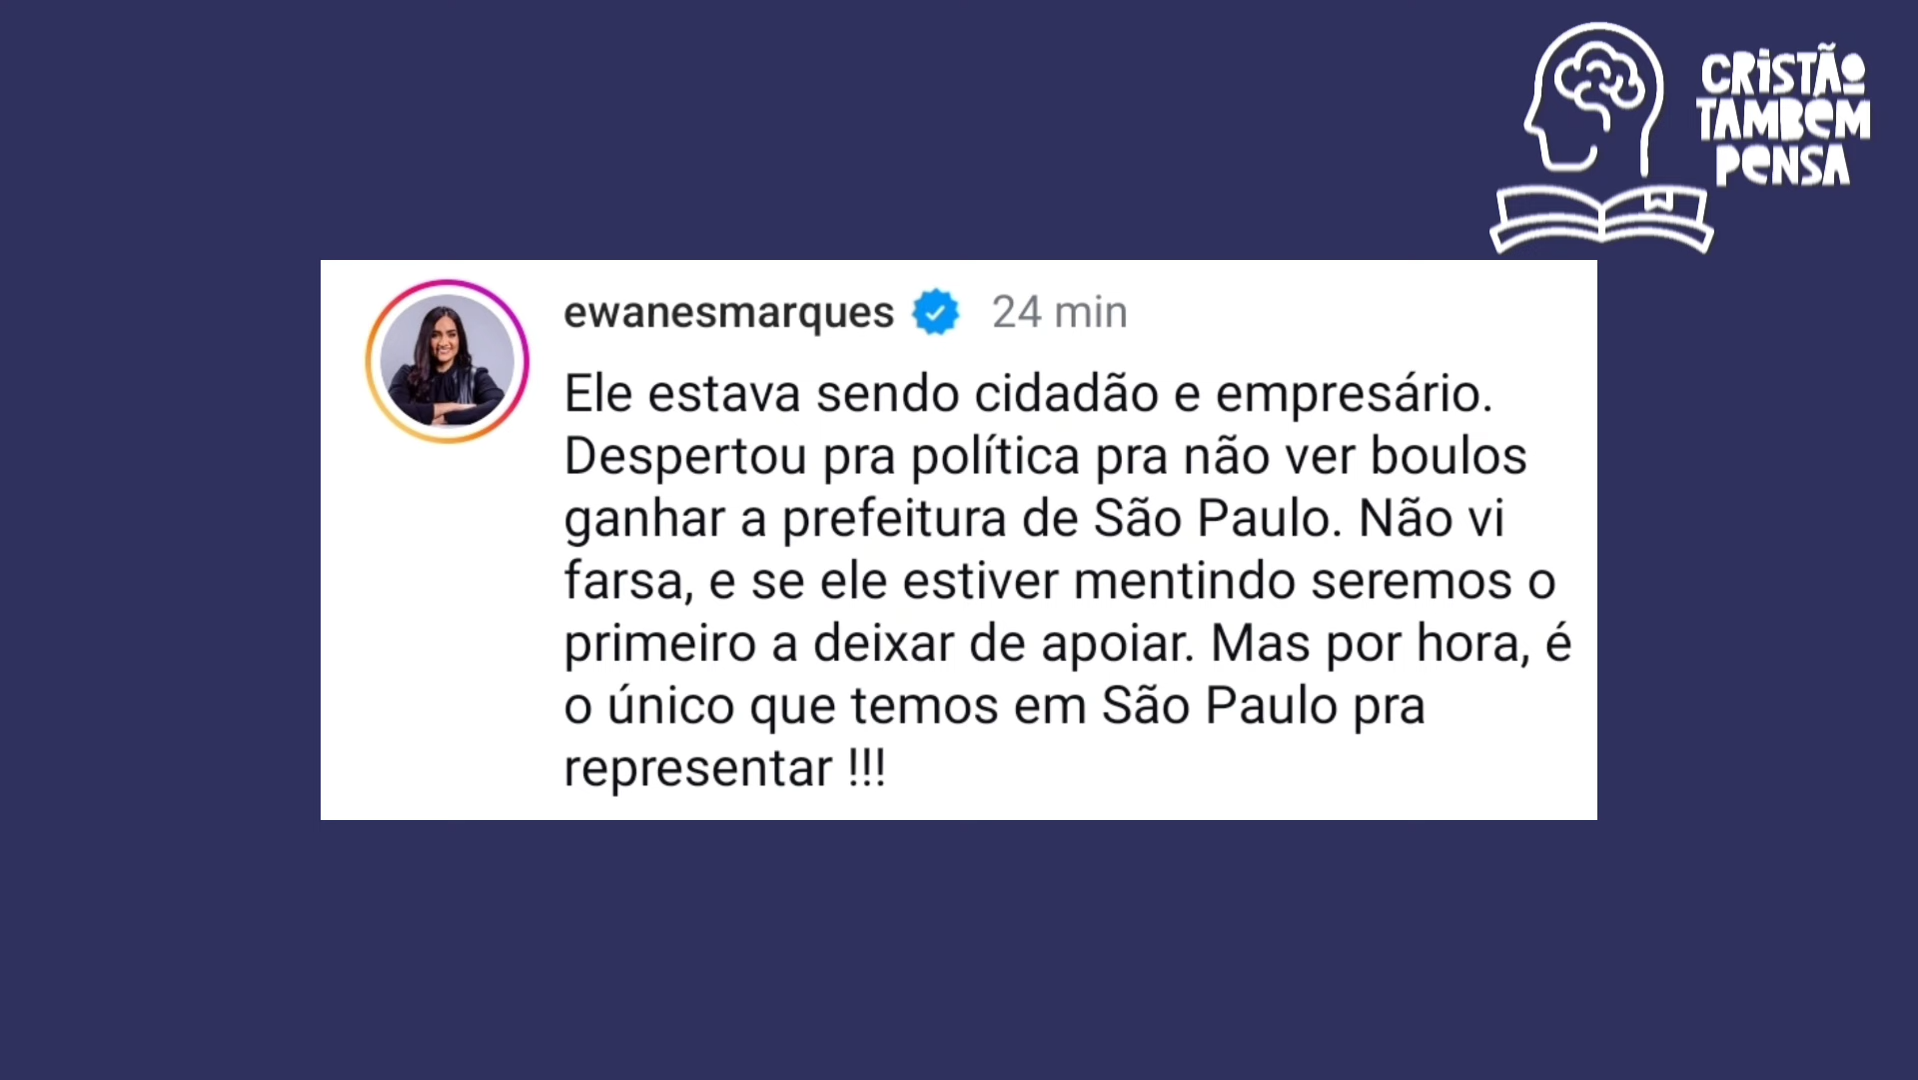 CRISTÃO
TAMBÉM
PENSA
ewanesmarques 24 min
Ele estava sendo cidadão e empresário.
Despertou pra política pra não ver boulos
ganhar a prefeitura de São Paulo. Não vi
farsa, e se ele estiver mentindo seremos o
primeiro a deixar de apoiar. Mas por hora, é
o único que temos em São Paulo pra
representar !!!